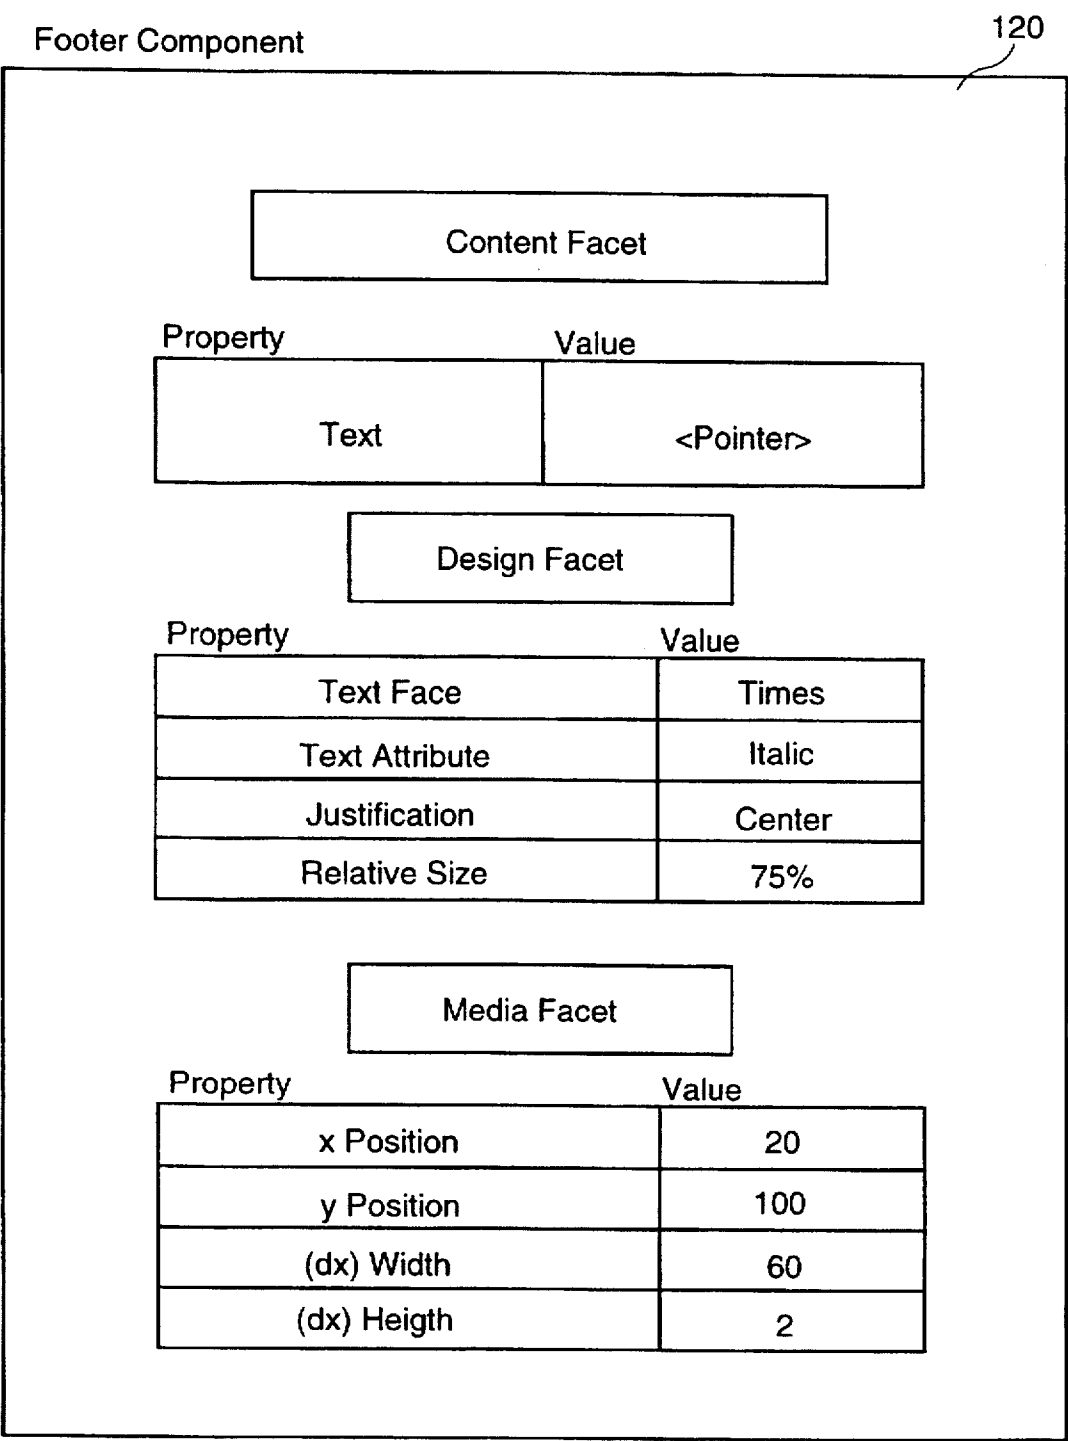 Footer Component
120
Content Facet
Property Value
Text <Pointer>
Design Facet
Property Value
Text Face Times
Text Attribute Italic
Justification Center
Relative Size 75%
Media Facet
Property Value
x Position 20
y Position 100
(dx) Width 60
(dx) Heigth 2